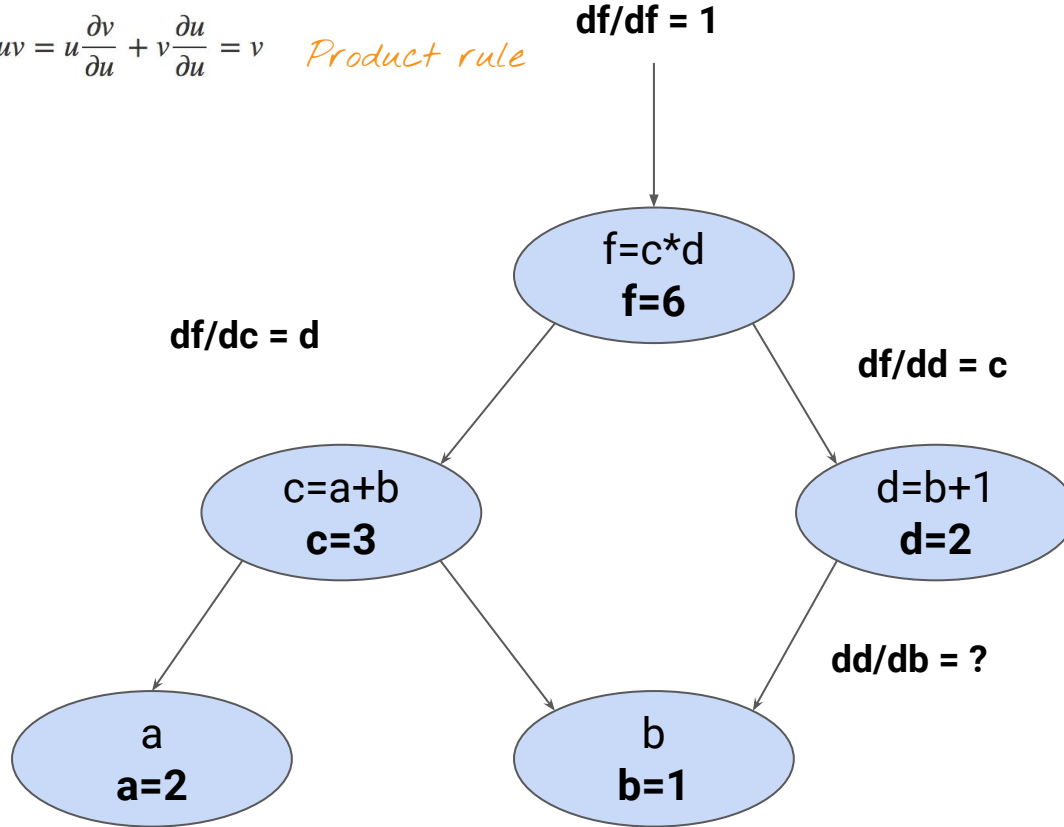 uv = u ∂v/∂u + v ∂u/∂u = v
Product rule
df/df = 1
f=c*d
f=6
df/dc = d
df/dd = c
c=a+b
c=3
d=b+1
d=2
dd/db = ?
a
a=2
b
b=1